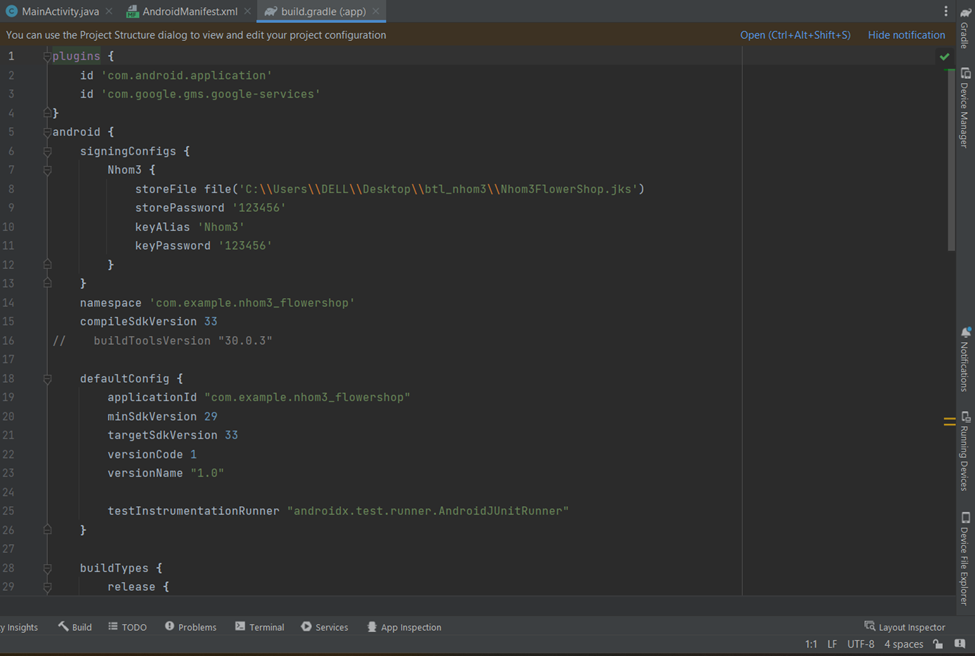 MainActivity.java
AndroidManifest.xml
build.gradle (:app)
You can use the Project Structure dialog to view and edit your project configuration
Open (Ctrl+Alt+Shift+S)
Hide notification
1 plugins {
2 id 'com.android.application'
3 id 'com.google.gms.google-services'
4 }
5 android {
6 signingConfigs {
7 Nhom3 {
8 storeFile file('C:\\Users\\DELL\\Desktop\\btl_nhom3\\Nhom3FlowerShop.jks')
9 storePassword '123456'
10 keyAlias 'Nhom3'
11 keyPassword '123456'
12 }
13 }
14 namespace 'com.example.nhom3_flowershop'
15 compileSdkVersion 33
16 // buildToolsVersion "30.0.3"
17
18 defaultConfig {
19 applicationId "com.example.nhom3_flowershop"
20 minSdkVersion 29
21 targetSdkVersion 33
22 versionCode 1
23 versionName "1.0"
24
25 testInstrumentationRunner "androidx.test.runner.AndroidJUnitRunner"
26 }
27
28 buildTypes {
29 release {
Gradle
Device Manager
Notifications
Running Devices
Device File Explorer
y Insights
Build
TODO
Problems
Terminal
Services
App Inspection
Layout Inspector
1:1 LF UTF-8 4 spaces